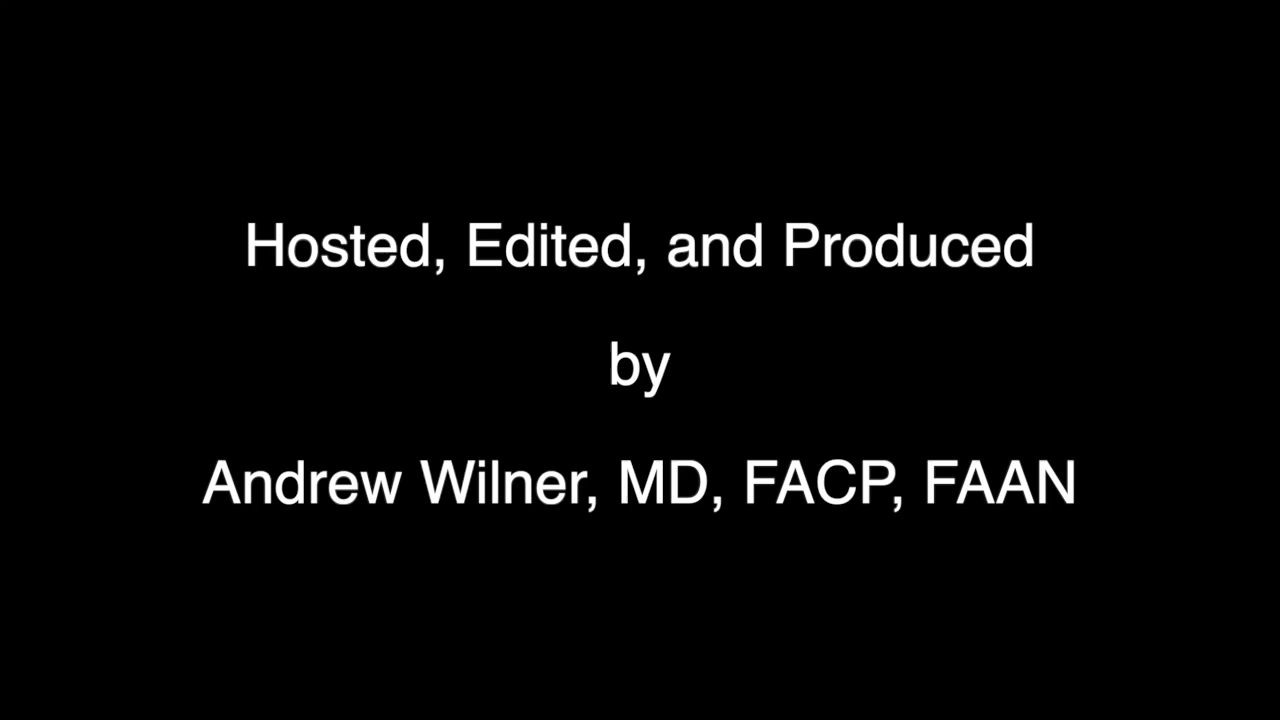 Hosted, Edited, and Produced
by
Andrew Wilner, MD, FACP, FAAN